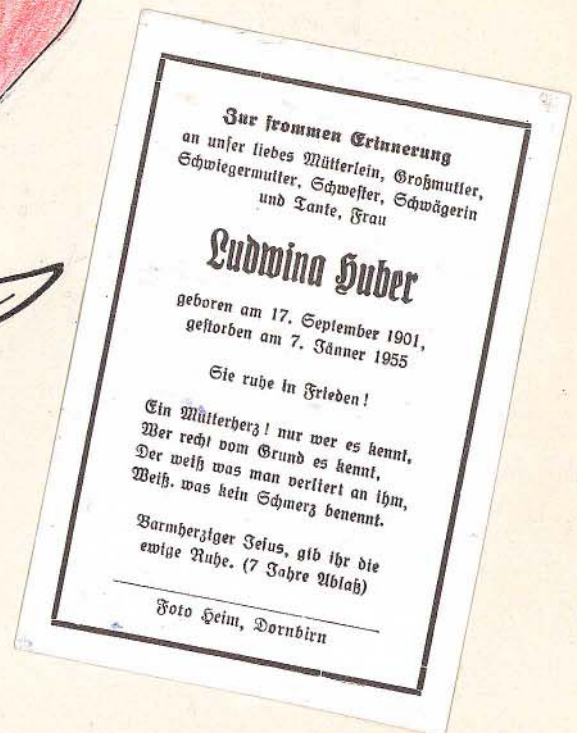 Zur frommen Erinnerung
an unser liebes Mütterlein, Großmutter,
Schwiegermutter, Schwester, Schwägerin
und Tante, Frau
Ludwina Huber
geboren am 17. September 1901,
gestorben am 7. Jänner 1955
Sie ruhe in Frieden!
Ein Mutterherz! nur wer es kennt,
Wer recht vom Grund es kennt,
Der weiß was man verliert an ihm,
Weiß. was kein Schmerz benennt.
Barmherziger Jesus, gib ihr die
ewige Ruhe. (7 Jahre Ablaß)
Foto Heim, Dornbirn